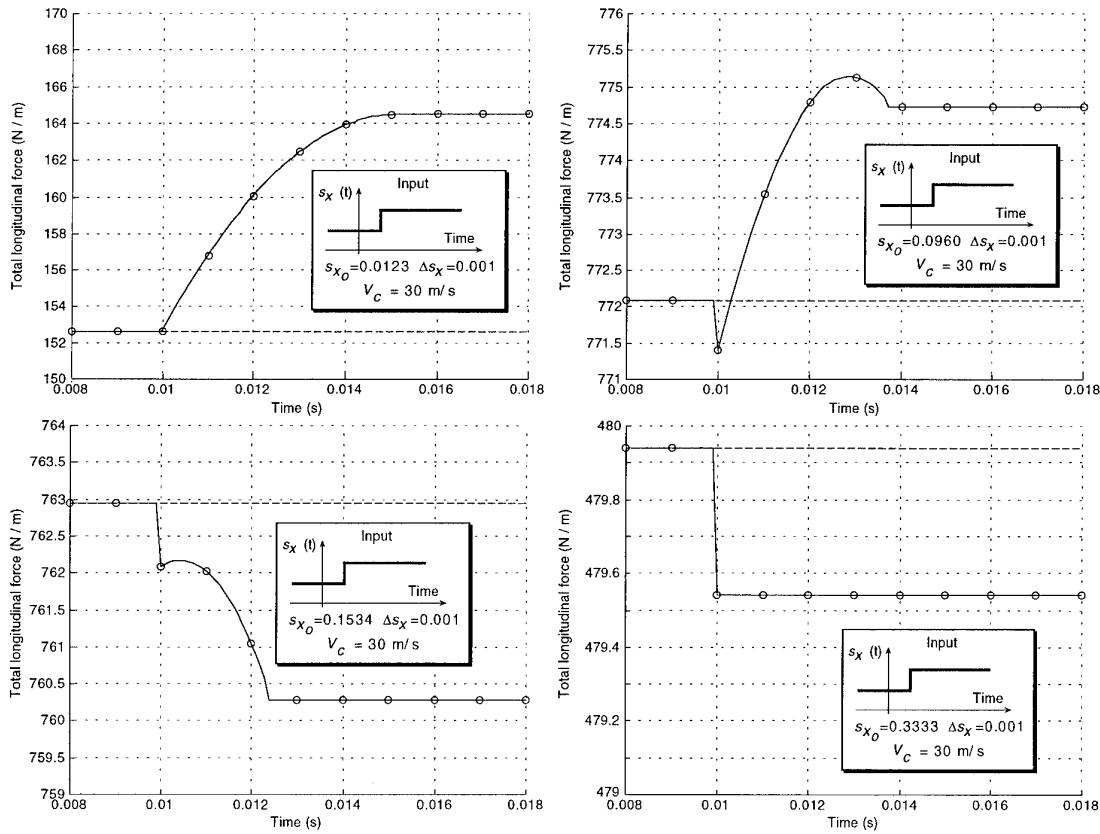 170
168
166
164
162
160
158
156
154
152
150
Total longitudinal force (N / m)
0.008 0.01 0.012 0.014 0.016 0.018
Time (s)
Input
sx (t)
Time
sxo=0.0123 Δsx=0.001
Vc = 30 m/s
776
775.5
775
774.5
774
773.5
773
772.5
772
771.5
771
Total longitudinal force (N / m)
0.008 0.01 0.012 0.014 0.016 0.018
Time (s)
Input
sx (t)
Time
sxo=0.0960 Δsx=0.001
Vc = 30 m/s
764
763.5
763
762.5
762
761.5
761
760.5
760
759.5
759
Total longitudinal force (N / m)
0.008 0.01 0.012 0.014 0.016 0.018
Time (s)
Input
sx (t)
Time
sxo=0.1534 Δsx=0.001
Vc = 30 m/s
480
479.8
479.6
479.4
479.2
479
Total longitudinal force (N / m)
0.008 0.01 0.012 0.014 0.016 0.018
Time (s)
Input
sx (t)
Time
sxo=0.3333 Δsx=0.001
Vc = 30 m/s